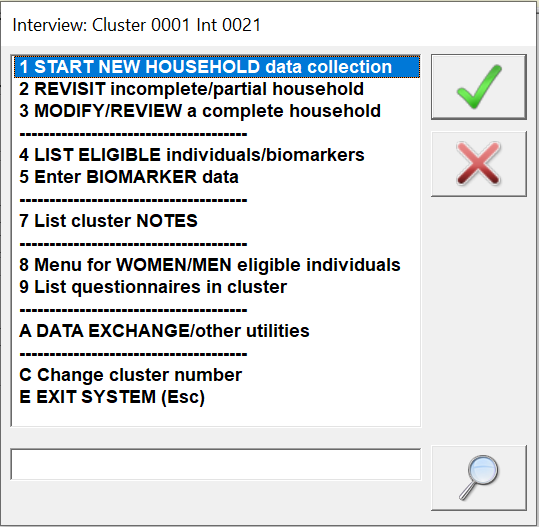 Interview: Cluster 0001 Int 0021
1 START NEW HOUSEHOLD data collection
2 REVISIT incomplete/partial household
3 MODIFY/REVIEW a complete household
--------------------------------------
4 LIST ELIGIBLE individuals/biomarkers
5 Enter BIOMARKER data
--------------------------------------
7 List cluster NOTES
--------------------------------------
8 Menu for WOMEN/MEN eligible individuals
9 List questionnaires in cluster
--------------------------------------
A DATA EXCHANGE/other utilities
--------------------------------------
C Change cluster number
E EXIT SYSTEM (Esc)